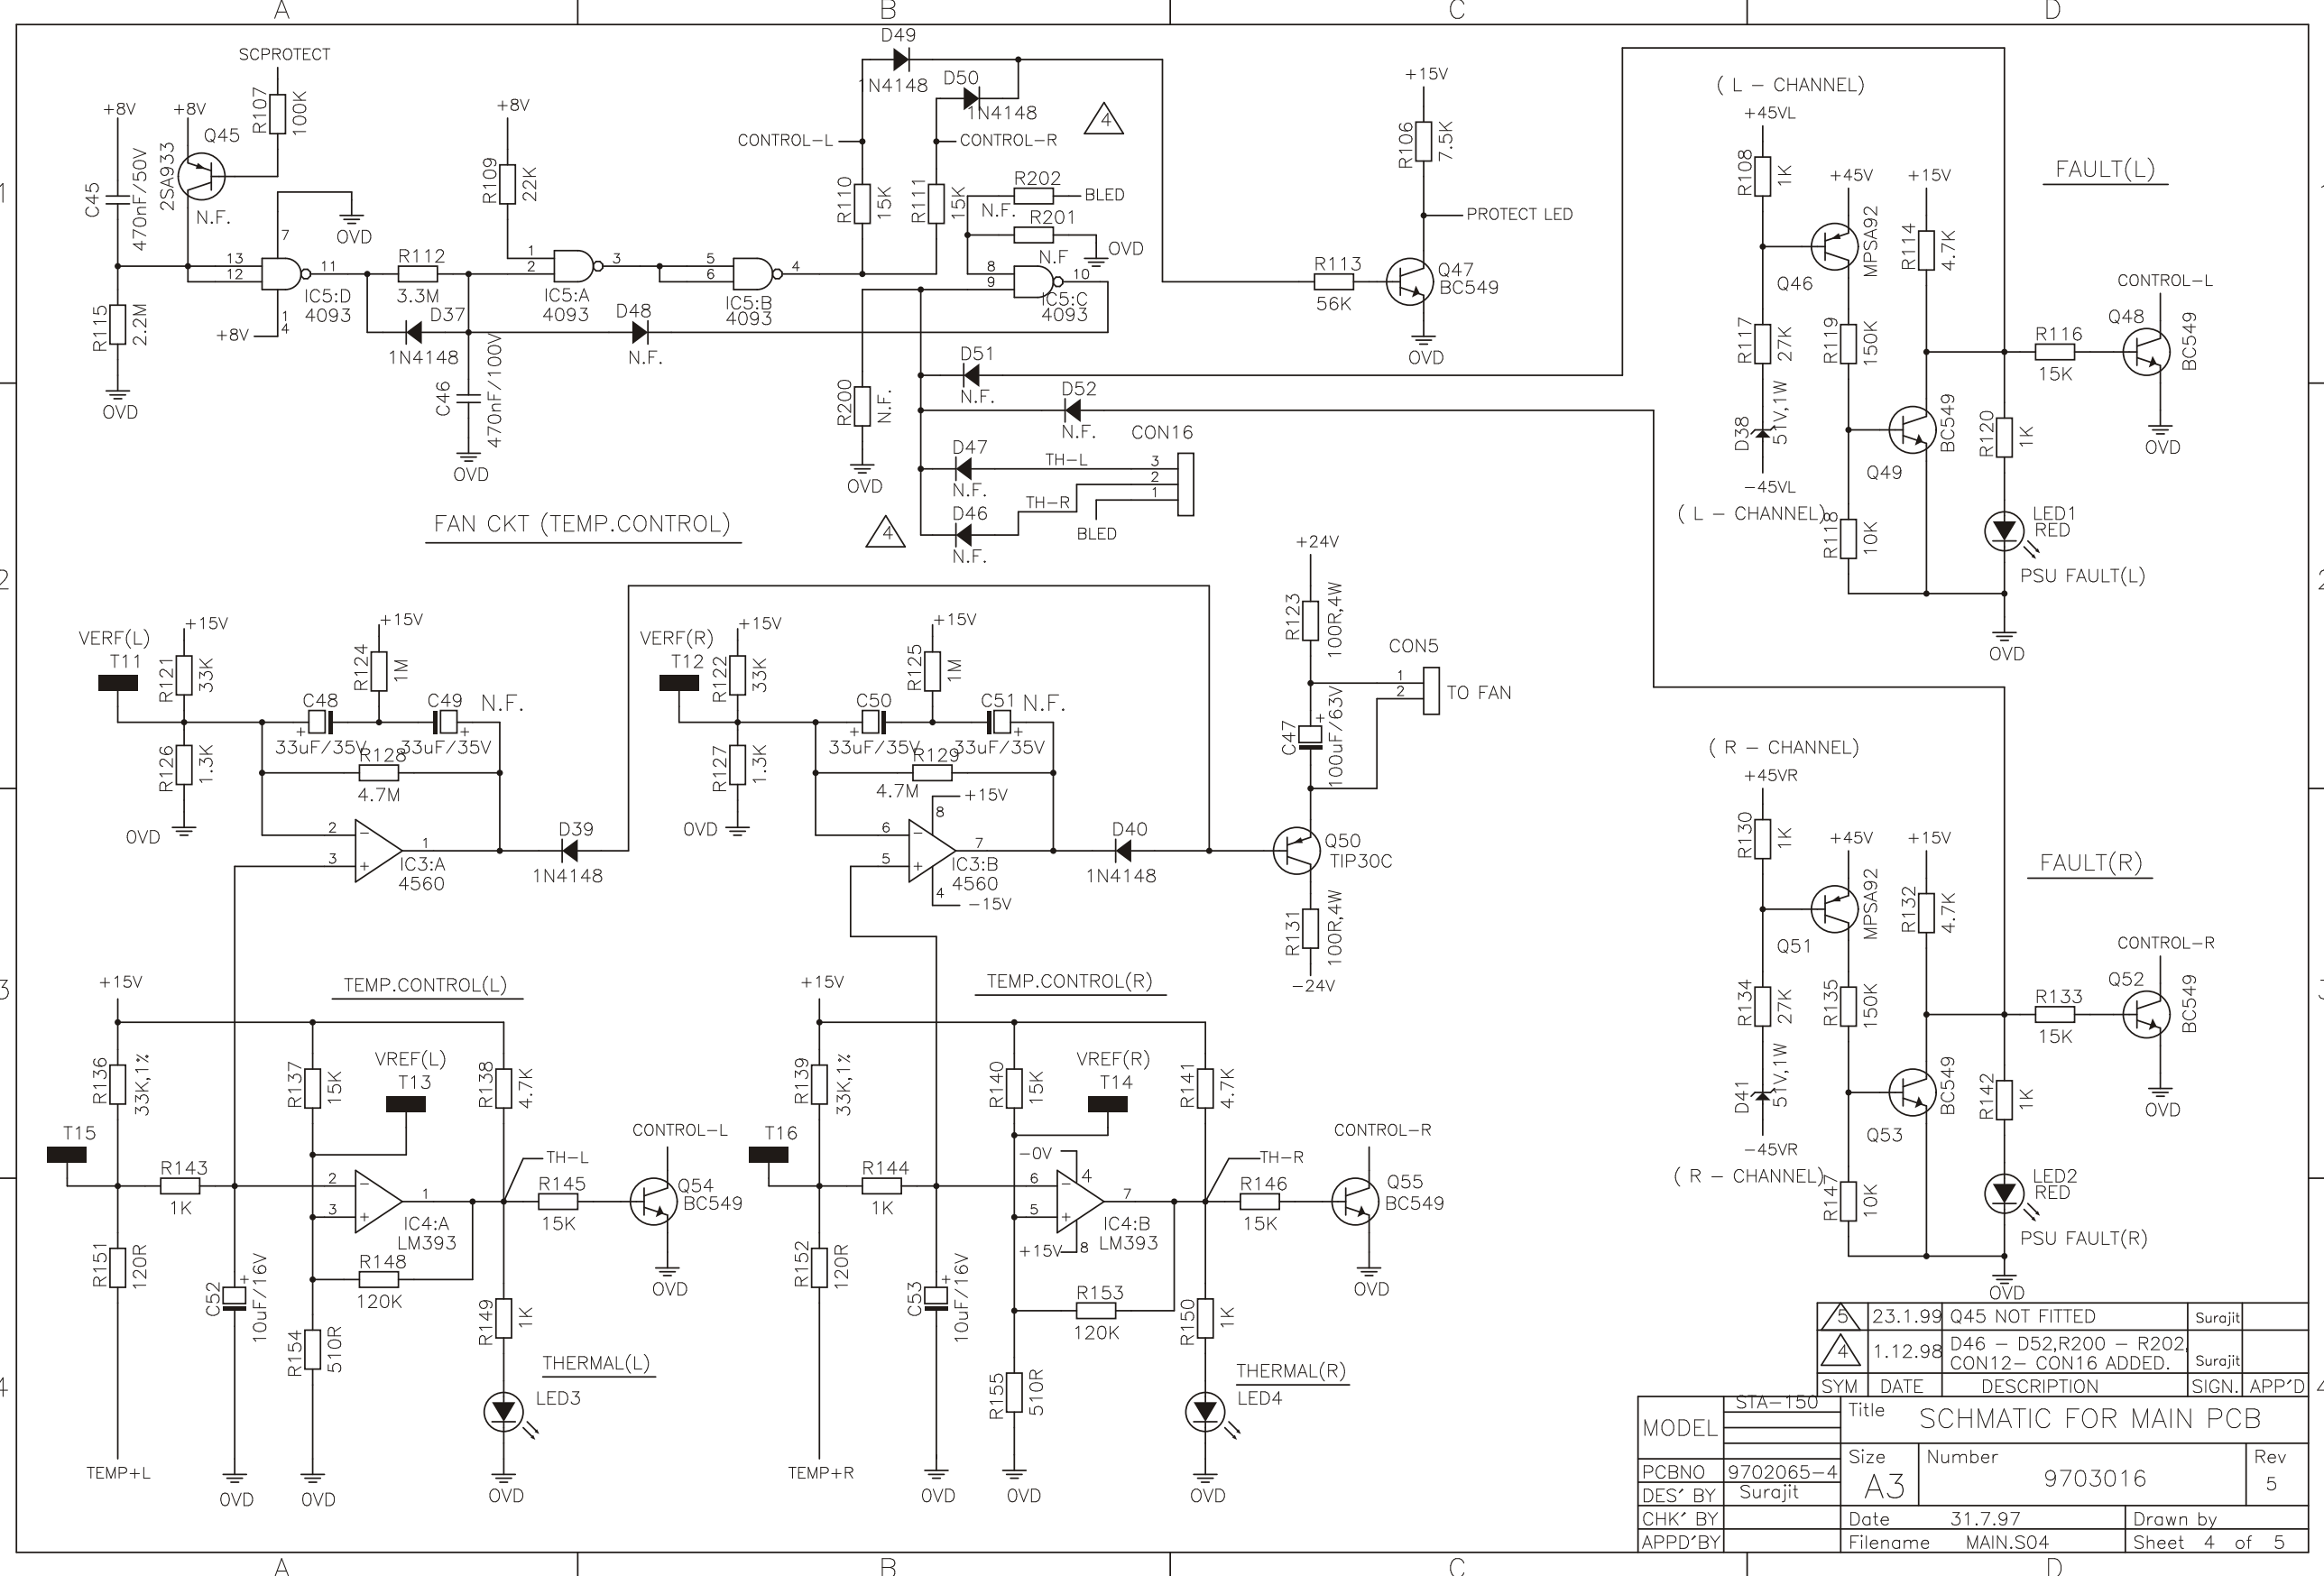 A
B
C
D
SCPROTECT
R107
100K
+8V
+8V
Q45
2SA933
N.F.
C45
470nF/50V
R115
2.2M
OVD
7
OVD
13
12
11
IC5:D
4093
1
4
+8V
R112
3.3M
D37
1N4148
C46
470nF/100V
OVD
+8V
R109
22K
1
2
3
IC5:A
4093
D48
N.F.
5
6
4
IC5:B
4093
D49
1N4148
D50
1N4148
4
CONTROL-L
CONTROL-R
R110
15K
R111
15K
R202
BLED
N.F.
R201
OVD
N.F
8
9
10
IC5:C
4093
R200
N.F.
OVD
D51
N.F.
D52
N.F.
CON16
D47
N.F.
TH-L
3
2
1
TH-R
D46
N.F.
BLED
4
FAN CKT (TEMP.CONTROL)
+15V
R106
7.5K
PROTECT LED
R113
56K
Q47
BC549
OVD
( L - CHANNEL)
+45VL
R108
1K
+45V
MPSA92
Q46
+15V
R114
4.7K
FAULT(L)
R117
27K
R119
150K
D38
51V,1W
-45VL
( L - CHANNEL)
R118
10K
Q49
BC549
R116
15K
CONTROL-L
Q48
BC549
OVD
R120
1K
LED1
RED
PSU FAULT(L)
OVD
1
2
3
4
1
2
3
4
VERF(L)
T11
+15V
R121
33K
R126
1.3K
OVD
+15V
R124
1M
C48
+
33uF/35V
C49
+
33uF/35V
N.F.
R128
4.7M
2
3
1
-
+
IC3:A
4560
D39
1N4148
VERF(R)
T12
+15V
R122
33K
R127
1.3K
OVD
+15V
R125
1M
C50
+
33uF/35V
C51
+
33uF/35V
N.F.
R129
4.7M
+15V
8
6
5
7
-
+
4
-15V
IC3:B
4560
D40
1N4148
+24V
R123
100R,4W
CON5
1
2
TO FAN
C47
+
100uF/63V
Q50
TIP30C
R131
100R,4W
-24V
( R - CHANNEL)
+45VR
R130
1K
+45V
MPSA92
Q51
+15V
R132
4.7K
FAULT(R)
R134
27K
R135
150K
D41
51V,1W
-45VR
( R - CHANNEL)
R147
10K
Q53
BC549
R133
15K
CONTROL-R
Q52
BC549
OVD
R142
1K
LED2
RED
PSU FAULT(R)
OVD
TEMP.CONTROL(L)
+15V
R136
33K,1%
T15
R143
1K
R151
120R
TEMP+L
C52
+
10uF/16V
OVD
R137
15K
VREF(L)
T13
2
3
1
-
+
IC4:A
LM393
R148
120K
R154
510R
OVD
R138
4.7K
TH-L
R145
15K
CONTROL-L
Q54
BC549
OVD
R149
1K
THERMAL(L)
LED3
OVD
TEMP.CONTROL(R)
+15V
R139
33K,1%
T16
R144
1K
R152
120R
TEMP+R
C53
+
10uF/16V
OVD
R140
15K
VREF(R)
T14
-0V
4
6
5
7
-
+
+15V
8
IC4:B
LM393
R153
120K
R155
510R
OVD
R141
4.7K
TH-R
R146
15K
CONTROL-R
Q55
BC549
OVD
R150
1K
THERMAL(R)
LED4
OVD
5 23.1.99 Q45 NOT FITTED Surajit
4 1.12.98 D46 - D52,R200 - R202,
CON12- CON16 ADDED. Surajit
SYM DATE DESCRIPTION SIGN. APP'D
MODEL STA-150
Title SCHMATIC FOR MAIN PCB
PCBNO 9702065-4
DES' BY Surajit
CHK' BY
APPD'BY
Size A3
Number 9703016
Rev 5
Date 31.7.97
Drawn by
Filename MAIN.S04
Sheet 4 of 5
A
B
C
D